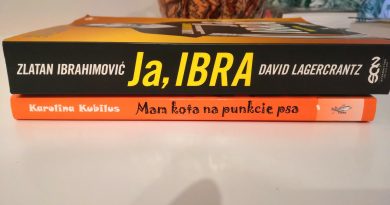 ZLATAN IBRAHIMOVIĆ Ja, IBRA DAVID LAGERCRANTZ
Karolina Kubilus Mam kota na punkcie psa